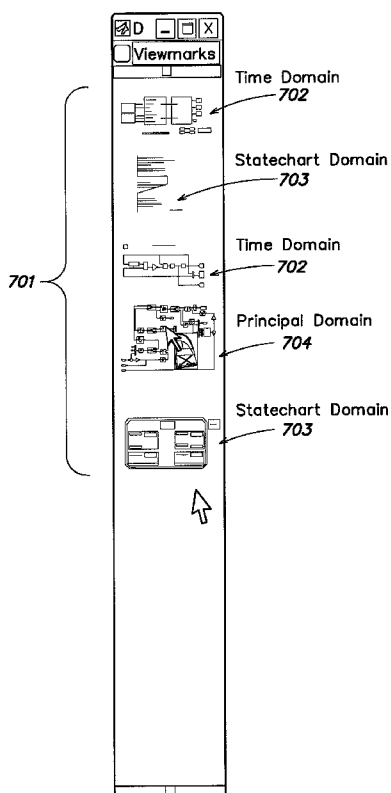 D
Viewmarks
Time Domain
702
Statechart Domain
703
Time Domain
702
701
Principal Domain
704
Statechart Domain
703